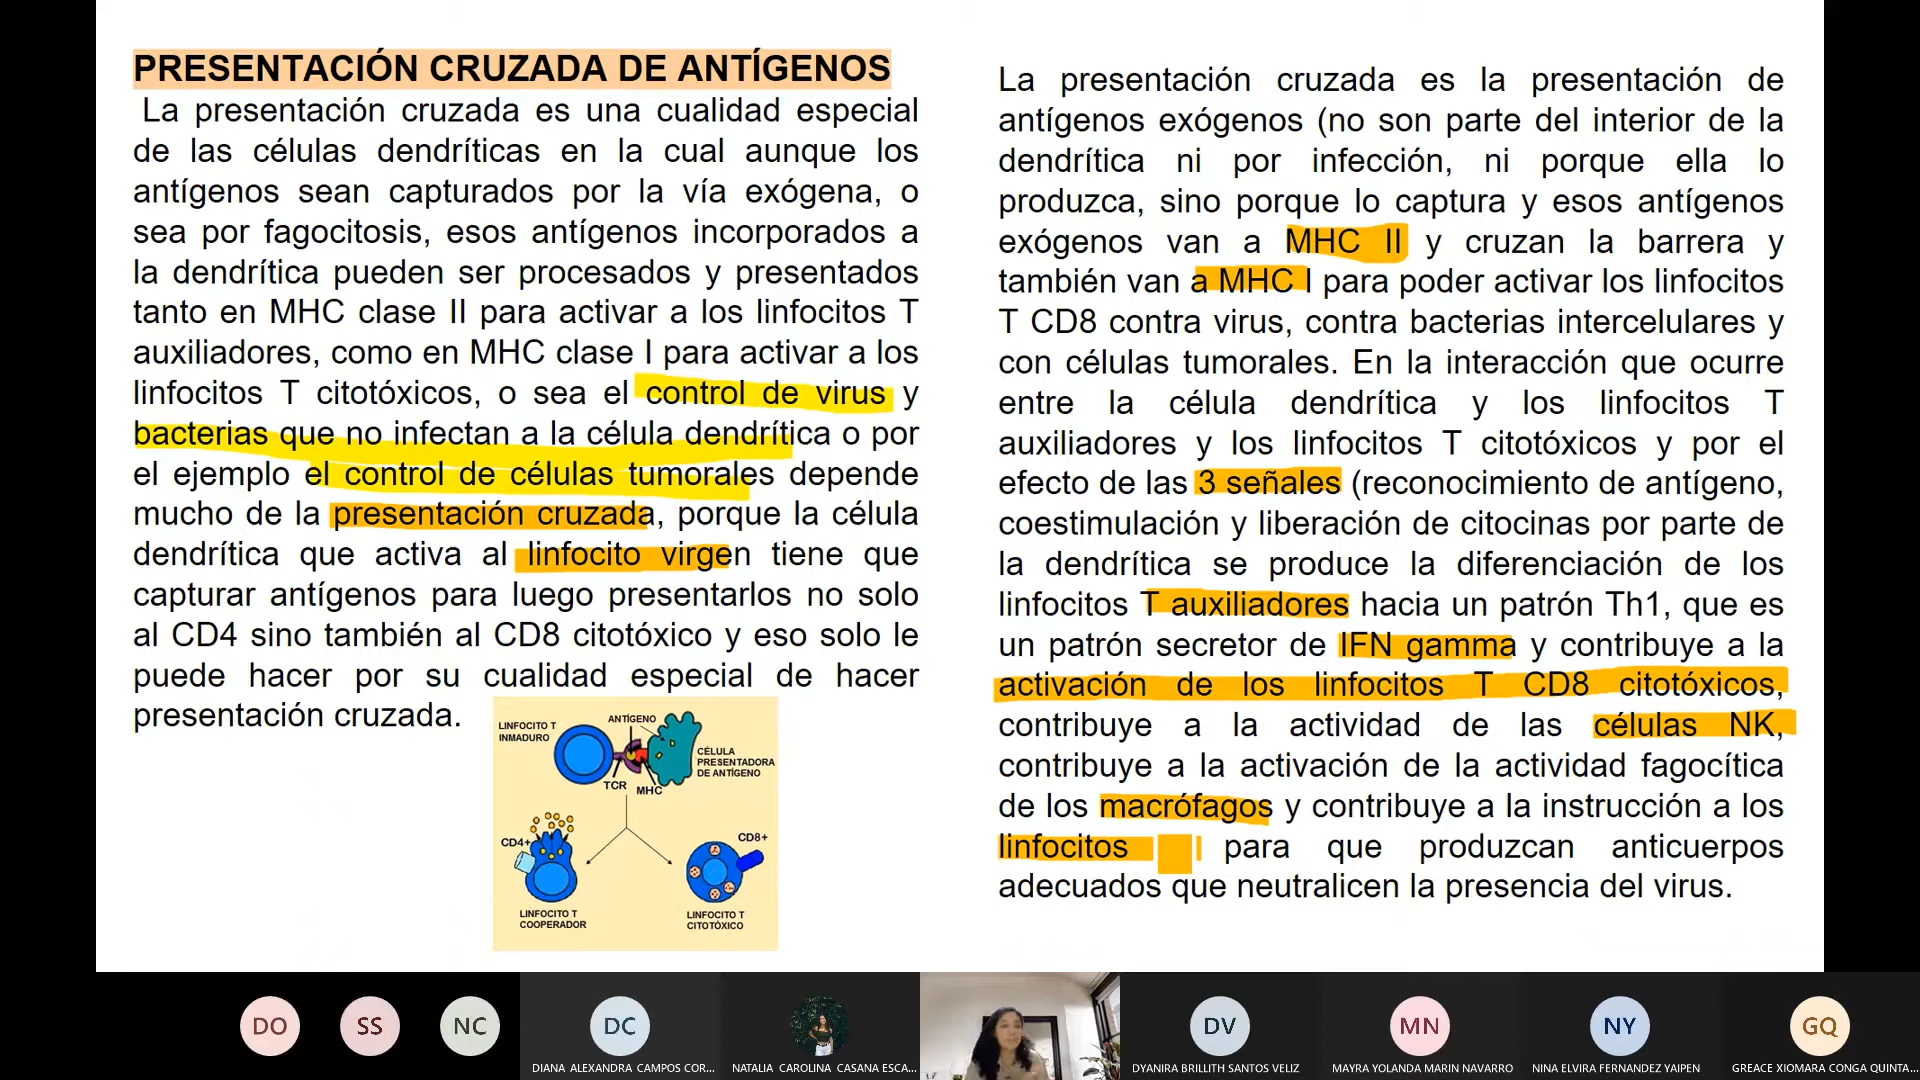 PRESENTACIÓN CRUZADA DE ANTÍGENOS
La presentación cruzada es una cualidad especial
de las células dendríticas en la cual aunque los
antígenos sean capturados por la vía exógena, o
sea por fagocitosis, esos antígenos incorporados a
la dendrítica pueden ser procesados y presentados
tanto en MHC clase II para activar a los linfocitos T
auxiliadores, como en MHC clase I para activar a los
linfocitos T citotóxicos, o sea el control de virus y
bacterias que no infectan a la célula dendrítica o por
el ejemplo el control de células tumorales depende
mucho de la presentación cruzada, porque la célula
dendrítica que activa al linfocito virgen tiene que
capturar antígenos para luego presentarlos no solo
al CD4 sino también al CD8 citotóxico y eso solo le
puede hacer por su cualidad especial de hacer
presentación cruzada.
LINFOCITO T
INMADURO
ANTÍGENO
CÉLULA
PRESENTADORA
DE ANTÍGENO
TCR
MHC
CD4+
CD8+
LINFOCITO T
COOPERADOR
LINFOCITO T
CITOTÓXICO
La presentación cruzada es la presentación de
antígenos exógenos (no son parte del interior de la
dendrítica ni por infección, ni porque ella lo
produzca, sino porque lo captura y esos antígenos
exógenos van a MHC II y cruzan la barrera y
también van a MHC I para poder activar los linfocitos
T CD8 contra virus, contra bacterias intercelulares y
con células tumorales. En la interacción que ocurre
entre la célula dendrítica y los linfocitos T
auxiliadores y los linfocitos T citotóxicos y por el
efecto de las 3 señales (reconocimiento de antígeno,
coestimulación y liberación de citocinas por parte de
la dendrítica se produce la diferenciación de los
linfocitos T auxiliadores hacia un patrón Th1, que es
un patrón secretor de IFN gamma y contribuye a la
activación de los linfocitos T CD8 citotóxicos,
contribuye a la actividad de las células NK,
contribuye a la activación de la actividad fagocítica
de los macrófagos y contribuye a la instrucción a los
linfocitos para que produzcan anticuerpos
adecuados que neutralicen la presencia del virus.
DO
SS
NC
DC
DIANA ALEXANDRA CAMPOS COR...
NATALIA CAROLINA CASANA ESCA...
DV
DYANIRA BRILLITH SANTOS VELIZ
MN
MAYRA YOLANDA MARIN NAVARRO
NY
NINA ELVIRA FERNANDEZ YAIPEN
GQ
GREACE XIOMARA CONGA QUINTA...